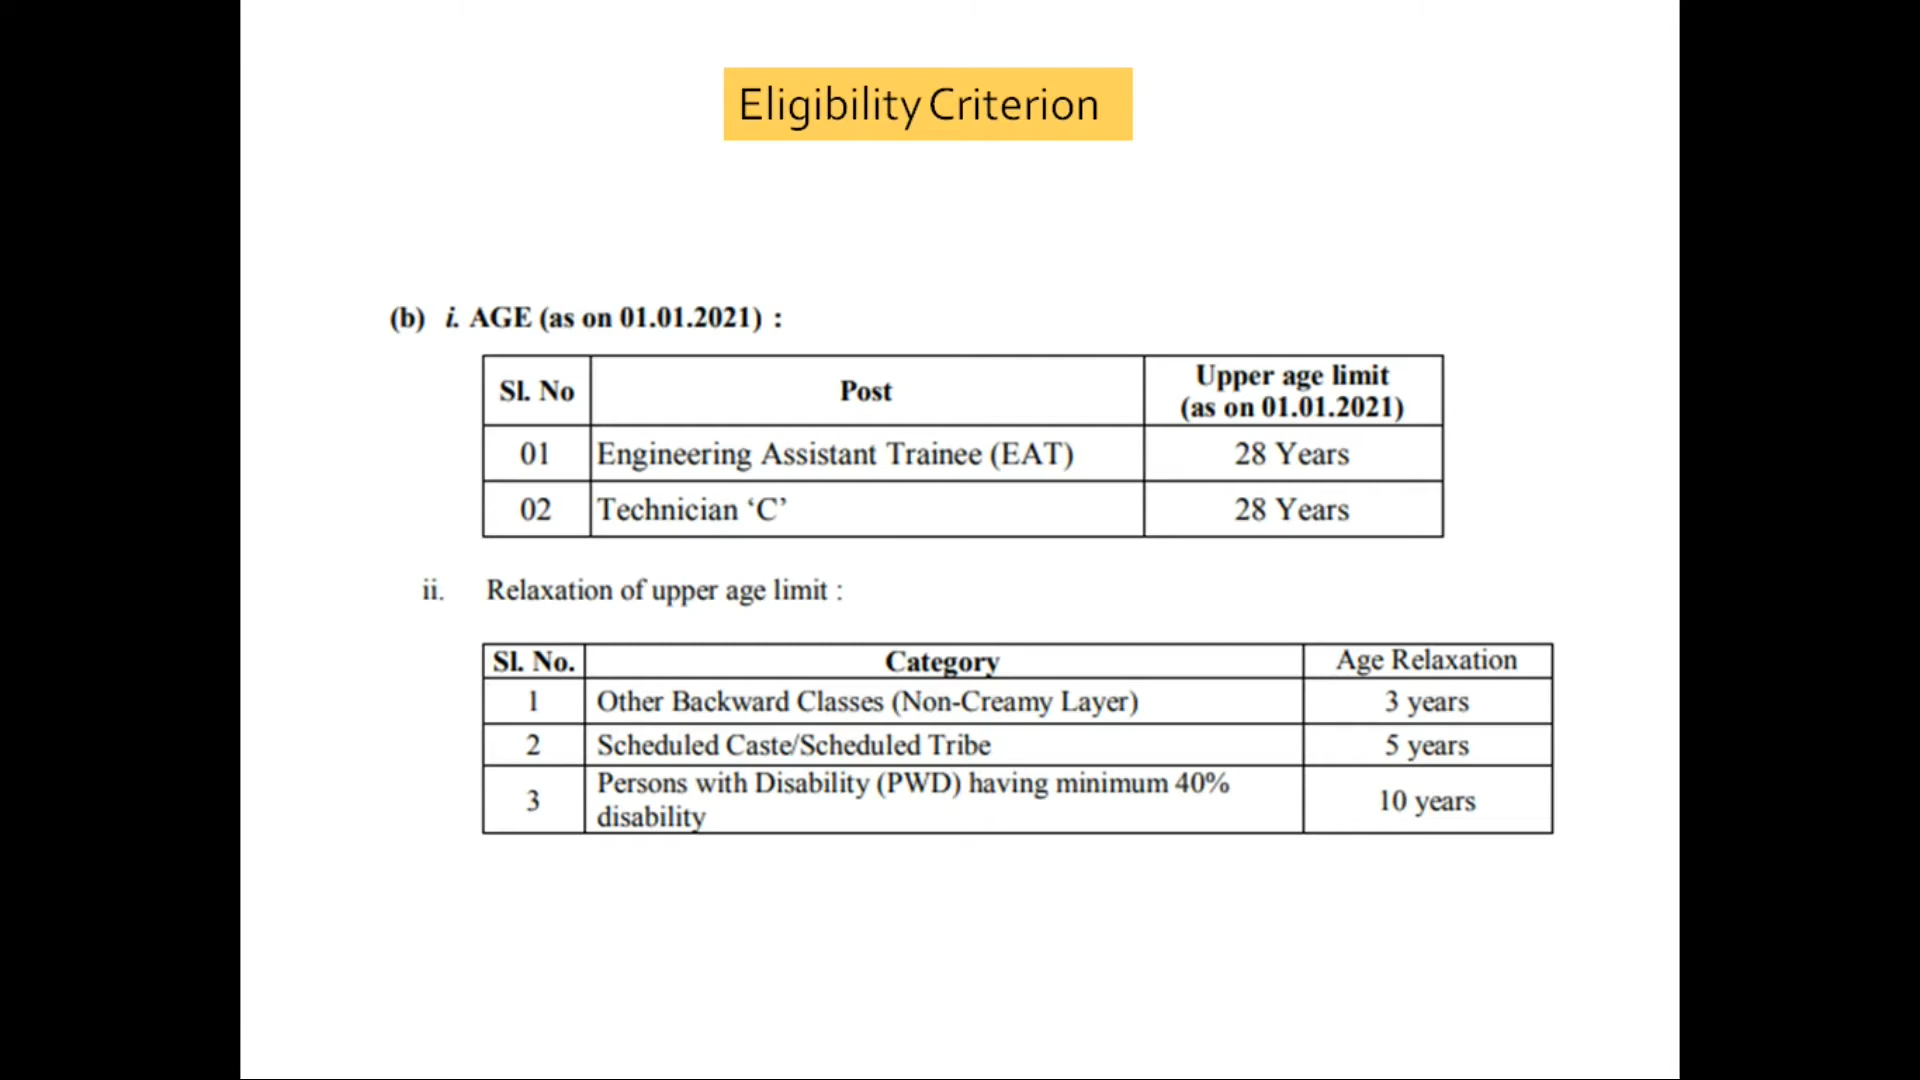 Eligibility Criterion
(b) i. AGE (as on 01.01.2021) :
Sl. No Post Upper age limit (as on 01.01.2021)
01 Engineering Assistant Trainee (EAT) 28 Years
02 Technician ‘C’ 28 Years
ii. Relaxation of upper age limit :
Sl. No. Category Age Relaxation
1 Other Backward Classes (Non-Creamy Layer) 3 years
2 Scheduled Caste/Scheduled Tribe 5 years
3 Persons with Disability (PWD) having minimum 40% disability 10 years